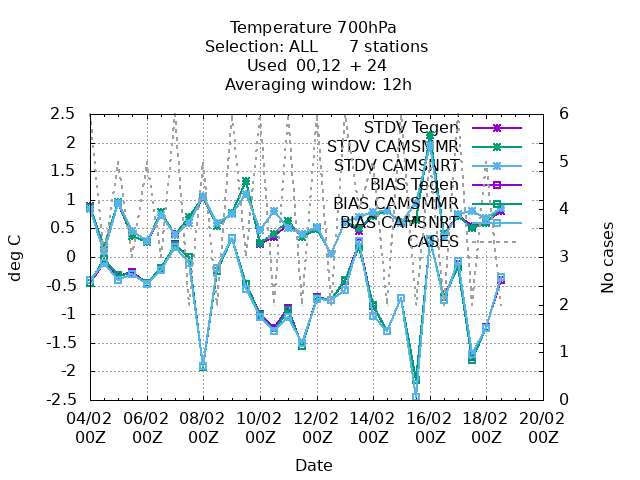 Temperature 700hPa
Selection: ALL 7 stations
Used 00,12 + 24
Averaging window: 12h
2.5
2
1.5
1
0.5
0
-0.5
-1
-1.5
-2
-2.5
deg C
6
5
4
3
2
1
0
No cases
STDV Tegen
STDV CAMSMMR
STDV CAMSNRT
BIAS Tegen
BIAS CAMSMMR
BIAS CAMSNRT
CASES
04/02 06/02 08/02 10/02 12/02 14/02 16/02 18/02 20/02
00Z 00Z 00Z 00Z 00Z 00Z 00Z 00Z 00Z
Date